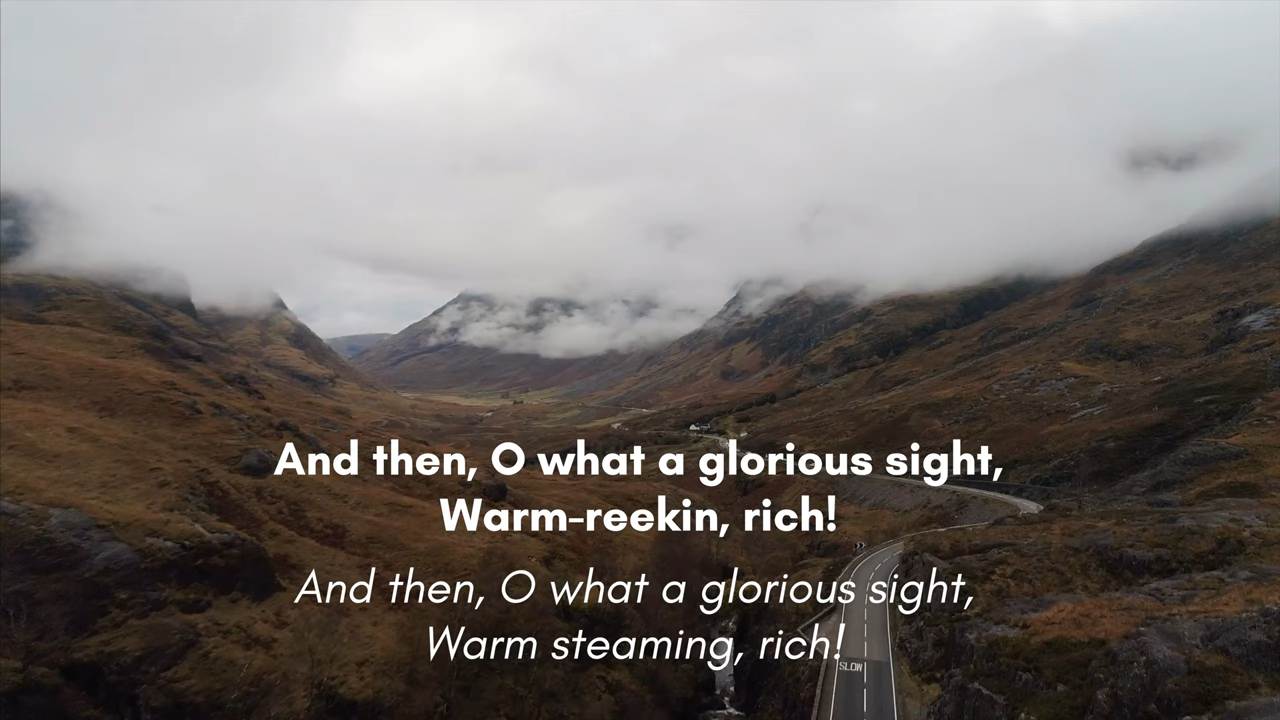 And then, O what a glorious sight,
Warm-reekin, rich!
And then, O what a glorious sight,
Warm steaming, rich!
SLOW